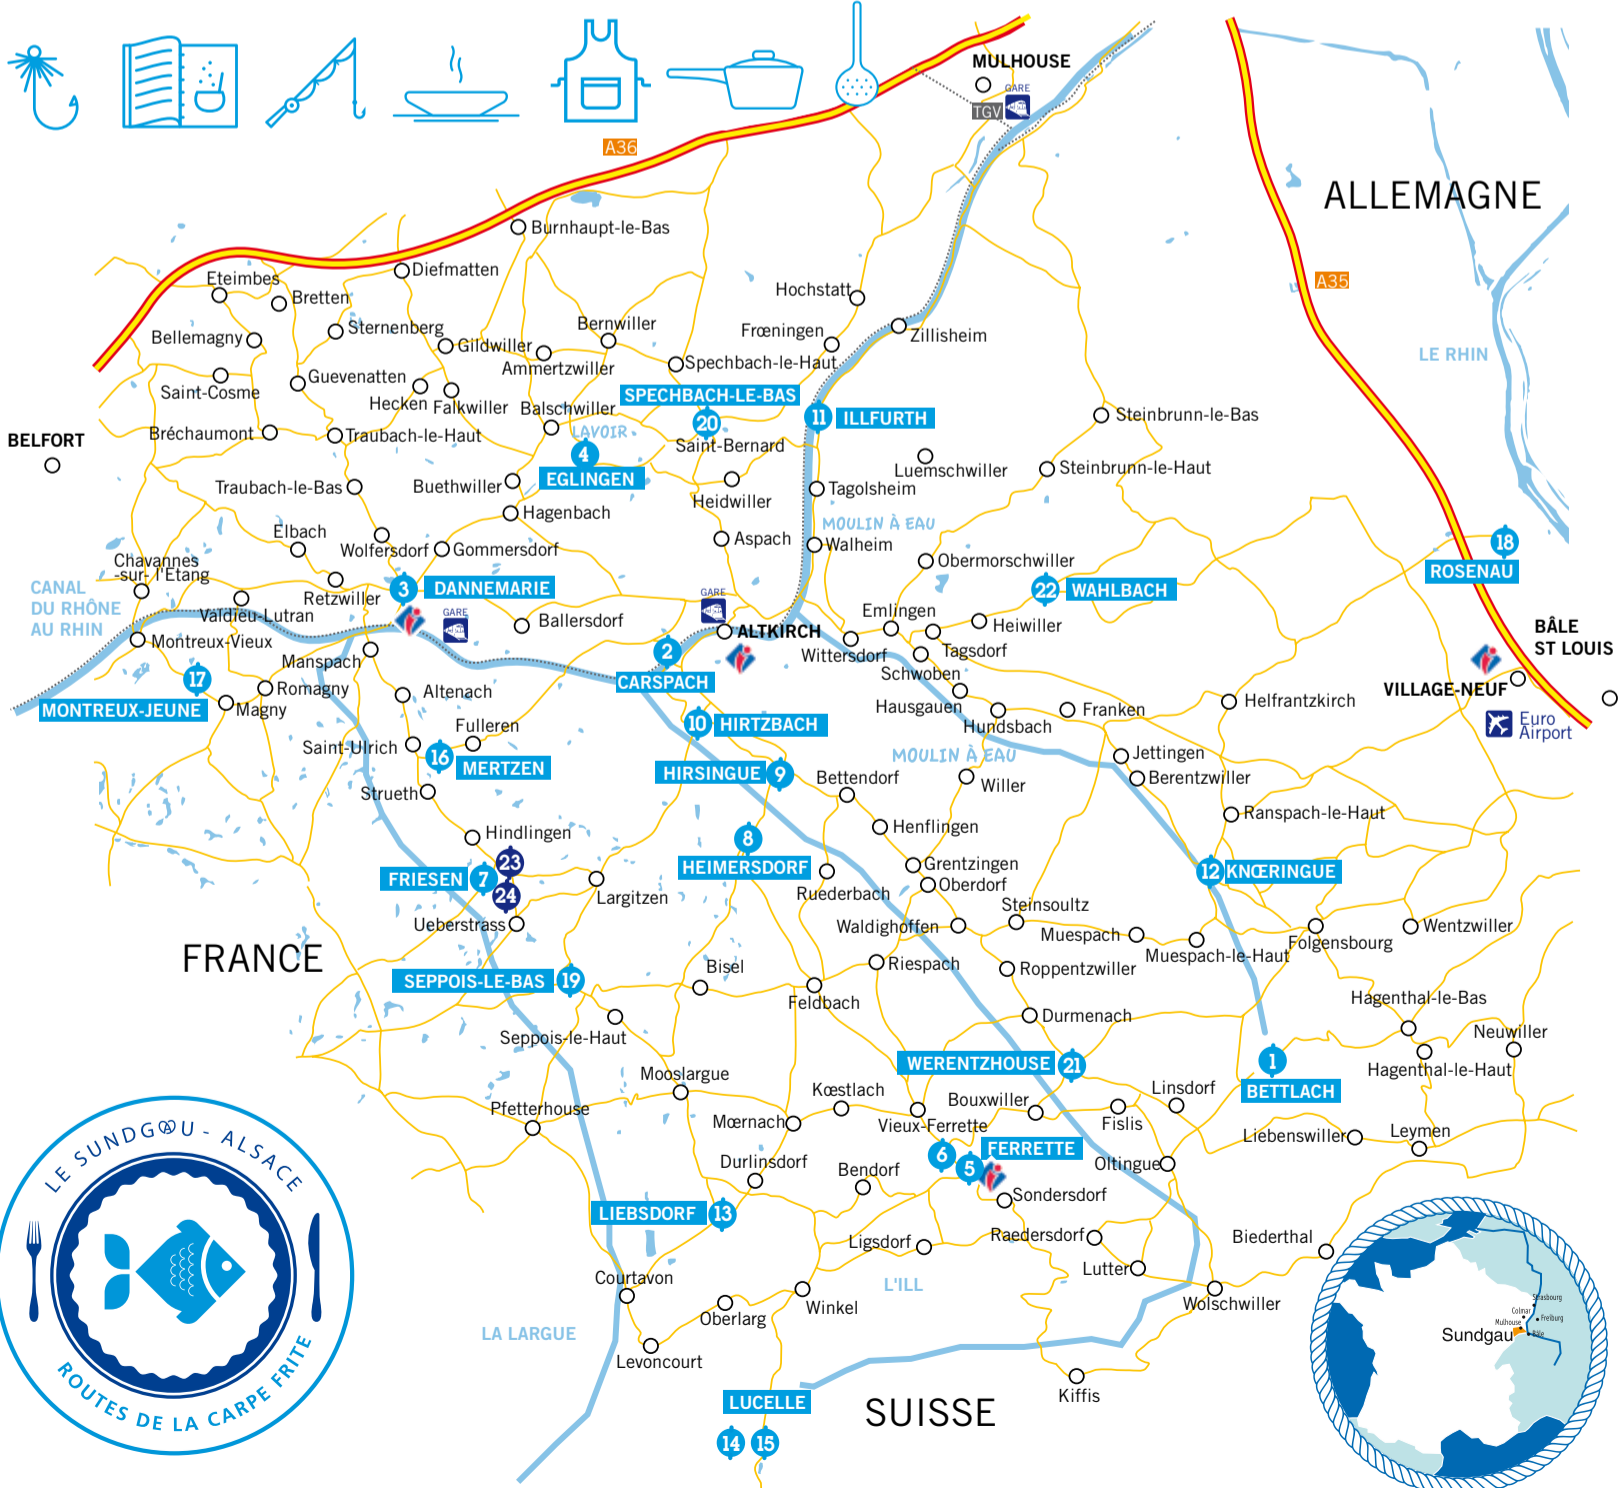 MULHOUSE
GARE
TGV
A36
ALLEMAGNE
A35
LE RHIN
Burnhaupt-le-Bas
Diefmatten
Eteimbes
Bretten
Hochstatt
Sternenberg
Bernwiller
Frœningen
Zillisheim
Bellemagny
Gildwiller
Ammertzwiller
Spechbach-le-Haut
Guevenatten
Saint-Cosme
Hecken
Falkwiller
Balschwiller
SPECHBACH-LE-BAS
20
11
ILLFURTH
Steinbrunn-le-Bas
BELFORT
Bréchaumont
Traubach-le-Haut
LAVOIR
4
EGLINGEN
Saint-Bernard
Luemschwiller
Steinbrunn-le-Haut
Traubach-le-Bas
Buethwiller
Heidwiller
Tagolsheim
Hagenbach
MOULIN À EAU
Elbach
Wolfersdorf
Gommersdorf
Aspach
Walheim
18
ROSENAU
Chavannes
-sur- l'Etang
Obermorschwiller
CANAL
DU RHÔNE
AU RHIN
Retzwiller
3
DANNEMARIE
GARE
22
WAHLBACH
Valdieu-Lutran
GARE
Ballersdorf
Emlingen
Heiwiller
Montreux-Vieux
Manspach
ALTKIRCH
Wittersdorf
Tagsdorf
BÂLE
ST LOUIS
2
CARSPACH
Schwoben
17
MONTREUX-JEUNE
Romagny
Magny
Altenach
Hausgauen
Hundsbach
Franken
Helfrantzkirch
VILLAGE-NEUF
Euro
Airport
Fulleren
10
HIRTZBACH
Saint-Ulrich
16
MERTZEN
MOULIN À EAU
Jettingen
Berentzwiller
HIRSINGUE
9
Bettendorf
Willer
Strueth
Ranspach-le-Haut
Hindlingen
8
HEIMERSDORF
Henflingen
23
FRIESEN
7
24
Grentzingen
Oberdorf
12
KNŒRINGUE
Largitzen
Ruederbach
Ueberstrass
Steinsoultz
Waldighoffen
Muespach
Muespach-le-Haut
Folgensbourg
Wentzwiller
FRANCE
SEPPOIS-LE-BAS
19
Bisel
Riespach
Roppentzwiller
Feldbach
Hagenthal-le-Bas
Seppois-le-Haut
Durmenach
Neuwiller
Hagenthal-le-Haut
WERENTZHOUSE
21
1
BETTLACH
Mooslargue
Kœstlach
Bouxwiller
Linsdorf
Pfetterhouse
Mœrnach
Vieux-Ferrette
Fislis
Liebenswiller
Leymen
6
5
FERRETTE
Durlinsdorf
Bendorf
Oltingue
Sondersdorf
LIEBSDORF
13
Ligsdorf
Raedersdorf
Biederthal
Lutter
L'ILL
Courtavon
Winkel
Wolschwiller
Oberlarg
LA LARGUE
Levoncourt
Kiffis
LUCELLE
14
15
SUISSE
LE SUNDGAU - ALSACE
ROUTES DE LA CARPE FRITE
Strasbourg
Colmar
Freiburg
Mulhouse
Sundgau
Bâle